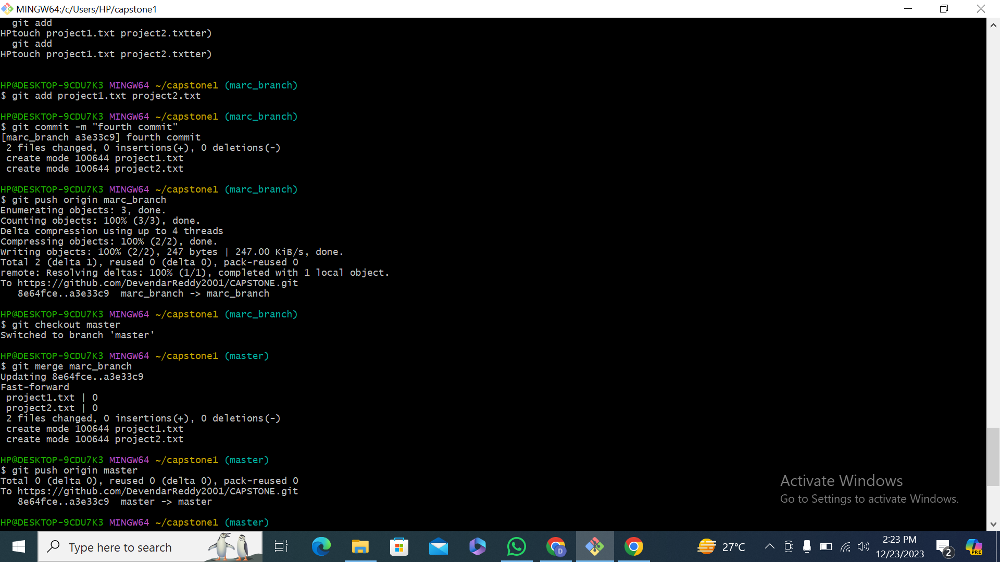 MINGW64:/c/Users/HP/capstone1
git add
HPtouch project1.txt project2.txtter)
git add
HPtouch project1.txt project2.txtter)
HP@DESKTOP-9CDU7K3 MINGW64 ~/capstone1 (marc_branch)
$ git add project1.txt project2.txt
HP@DESKTOP-9CDU7K3 MINGW64 ~/capstone1 (marc_branch)
$ git commit -m "fourth commit"
[marc_branch a3e33c9] fourth commit
2 files changed, 0 insertions(+), 0 deletions(-)
create mode 100644 project1.txt
create mode 100644 project2.txt
HP@DESKTOP-9CDU7K3 MINGW64 ~/capstone1 (marc_branch)
$ git push origin marc_branch
Enumerating objects: 3, done.
Counting objects: 100% (3/3), done.
Delta compression using up to 4 threads
Compressing objects: 100% (2/2), done.
Writing objects: 100% (2/2), 247 bytes | 247.00 KiB/s, done.
Total 2 (delta 1), reused 0 (delta 0), pack-reused 0
remote: Resolving deltas: 100% (1/1), completed with 1 local object.
To https://github.com/DevendarReddy2001/CAPSTONE.git
8e64fce..a3e33c9  marc_branch -> marc_branch
HP@DESKTOP-9CDU7K3 MINGW64 ~/capstone1 (marc_branch)
$ git checkout master
Switched to branch 'master'
HP@DESKTOP-9CDU7K3 MINGW64 ~/capstone1 (master)
$ git merge marc_branch
Updating 8e64fce..a3e33c9
Fast-forward
project1.txt | 0
project2.txt | 0
2 files changed, 0 insertions(+), 0 deletions(-)
create mode 100644 project1.txt
create mode 100644 project2.txt
HP@DESKTOP-9CDU7K3 MINGW64 ~/capstone1 (master)
$ git push origin master
Total 0 (delta 0), reused 0 (delta 0), pack-reused 0
To https://github.com/DevendarReddy2001/CAPSTONE.git
8e64fce..a3e33c9  master -> master
HP@DESKTOP-9CDU7K3 MINGW64 ~/capstone1 (master)
Activate Windows
Go to Settings to activate Windows.
Type here to search
D
27°C
2:23 PM
12/23/2023
2
PRE